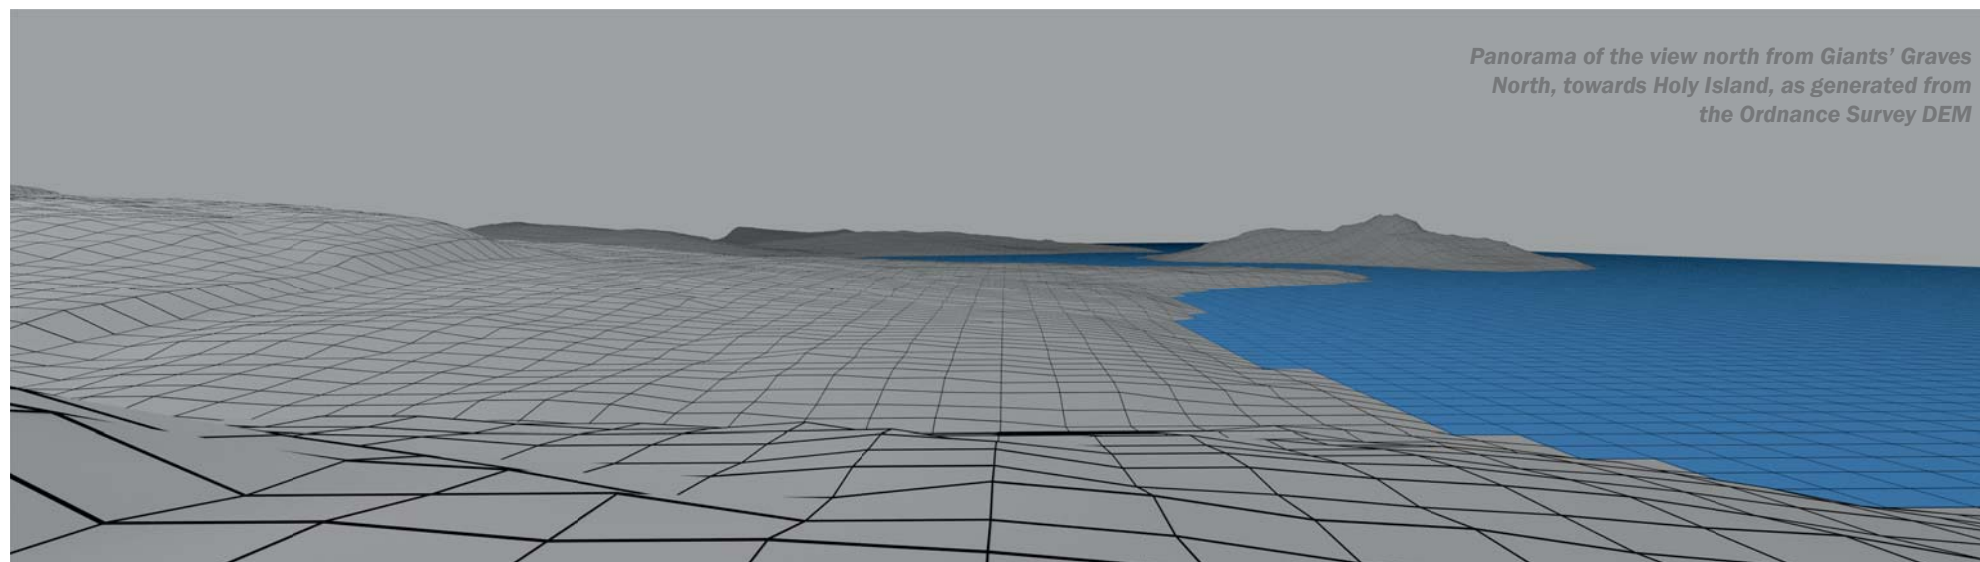 Panorama of the view north from Giants’ Graves
North, towards Holy Island, as generated from
the Ordnance Survey DEM